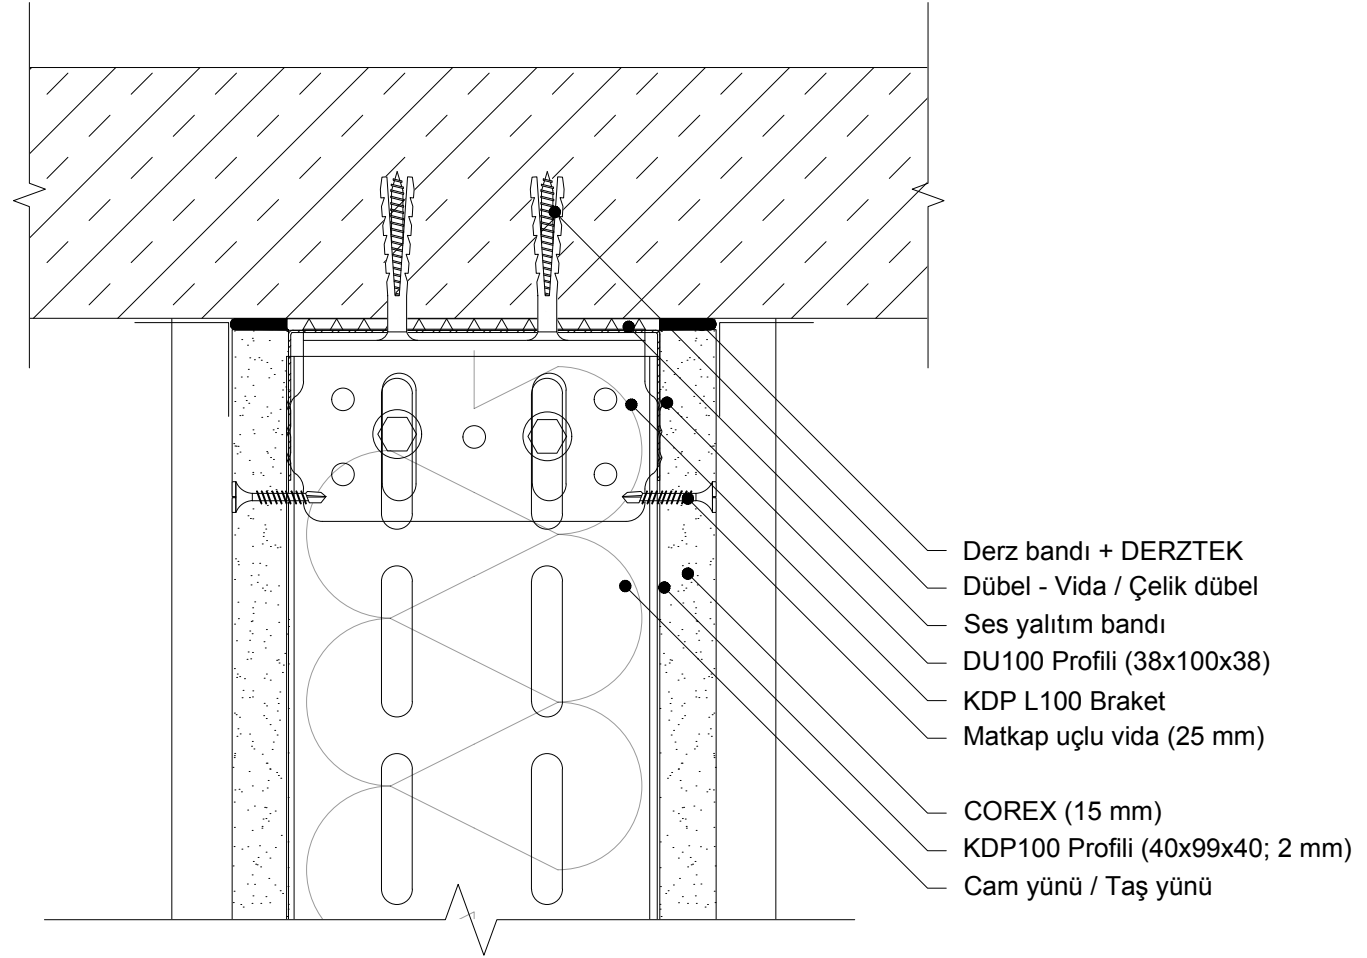 Derz bandı + DERZTEK
Dübel - Vida / Çelik dübel
Ses yalıtım bandı
DU100 Profili (38x100x38)
KDP L100 Braket
Matkap uçlu vida (25 mm)
COREX (15 mm)
KDP100 Profili (40x99x40; 2 mm)
Cam yünü / Taş yünü